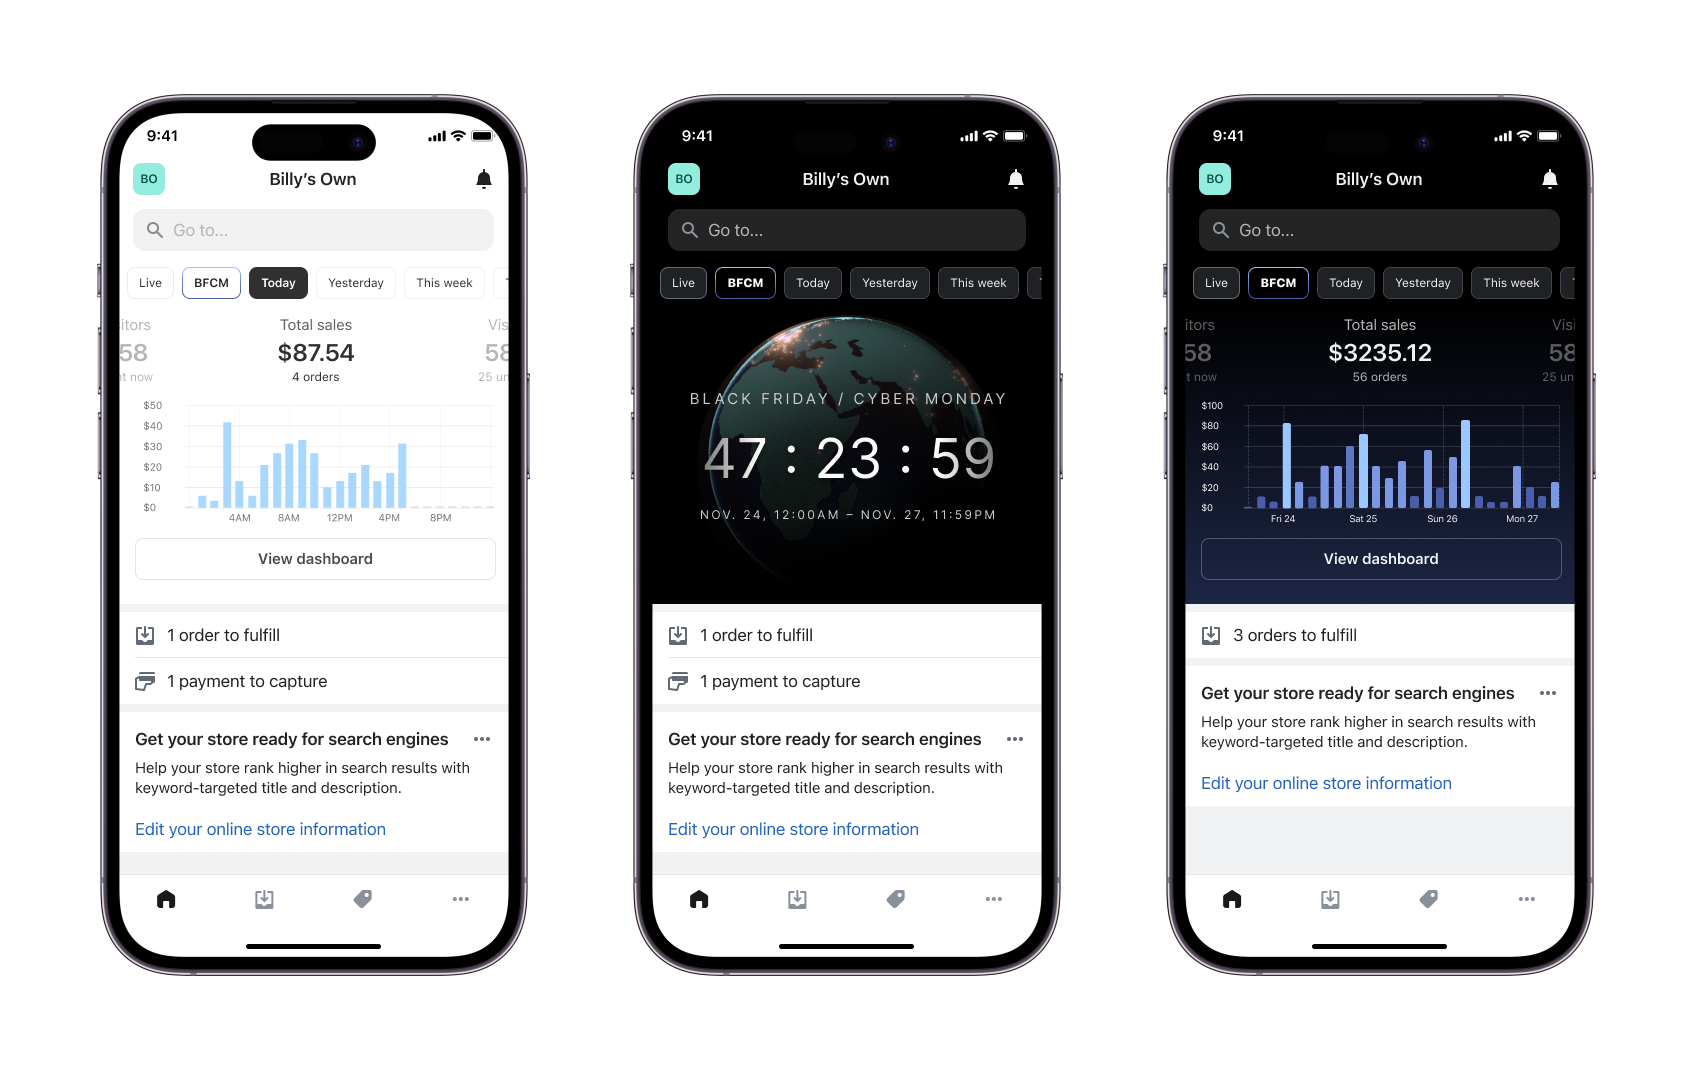 9:41
BO
Billy's Own
Go to...
Live
BFCM
Today
Yesterday
This week
itors
Total sales
Vis
58
$87.54
58
t now
4 orders
25 un
$50
$40
$30
$20
$10
$0
4AM
8AM
12PM
4PM
8PM
View dashboard
1 order to fulfill
1 payment to capture
Get your store ready for search engines
Help your store rank higher in search results with
keyword-targeted title and description.
Edit your online store information
9:41
BO
Billy's Own
Go to...
Live
BFCM
Today
Yesterday
This week
BLACK FRIDAY / CYBER MONDAY
47 : 23 : 59
NOV. 24, 12:00AM – NOV. 27, 11:59PM
1 order to fulfill
1 payment to capture
Get your store ready for search engines
Help your store rank higher in search results with
keyword-targeted title and description.
Edit your online store information
9:41
BO
Billy's Own
Go to...
Live
BFCM
Today
Yesterday
This week
itors
Total sales
Visi
58
$3235.12
58
t now
56 orders
25 un
$100
$80
$60
$40
$20
$0
Fri 24
Sat 25
Sun 26
Mon 27
View dashboard
3 orders to fulfill
Get your store ready for search engines
Help your store rank higher in search results with
keyword-targeted title and description.
Edit your online store information